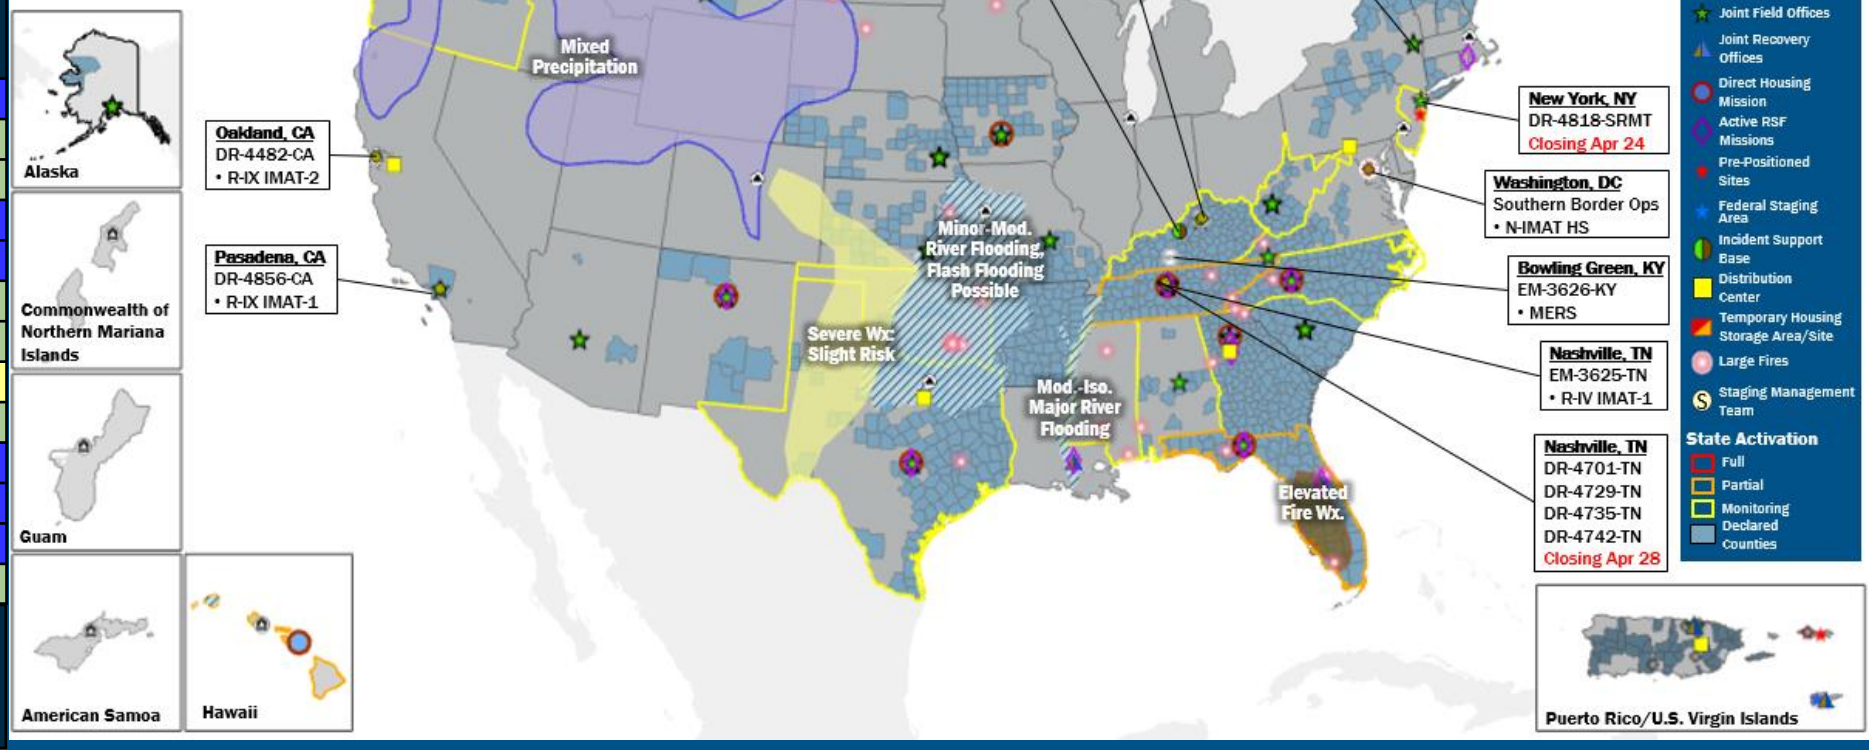 Alaska
Commonwealth of
Northern Mariana
Islands
Guam
American Samoa
Hawaii
Oakland, CA
DR-4482-CA
• R-IX IMAT-2
Pasadena, CA
DR-4856-CA
• R-IX IMAT-1
Mixed
Precipitation
Minor-Mod.
River Flooding,
Flash Flooding
Possible
Severe Wx:
Slight Risk
Mod.-Iso.
Major River
Flooding
Elevated
Fire Wx.
New York, NY
DR-4818-SRMT
Closing Apr 24
Washington, DC
Southern Border Ops
• N-IMAT HS
Bowling Green, KY
EM-3626-KY
• MERS
Nashville, TN
EM-3625-TN
• R-IV IMAT-1
Nashville, TN
DR-4701-TN
DR-4729-TN
DR-4735-TN
DR-4742-TN
Closing Apr 28
Puerto Rico/U.S. Virgin Islands
Joint Field Offices
Joint Recovery
Offices
Direct Housing
Mission
Active RSF
Missions
Pre-Positioned
Sites
Federal Staging
Area
Incident Support
Base
Distribution
Center
Temporary Housing
Storage Area/Site
Large Fires
S
Staging Management
Team
State Activation
Full
Partial
Monitoring
Declared
Counties